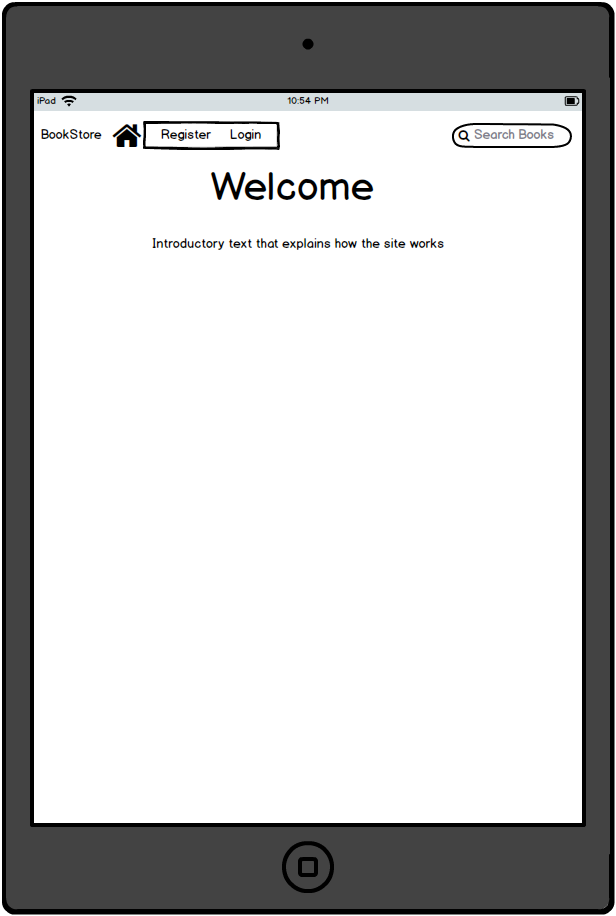 iPad 10:54 PM
BookStore Register Login Search Books
Welcome
Introductory text that explains how the site works